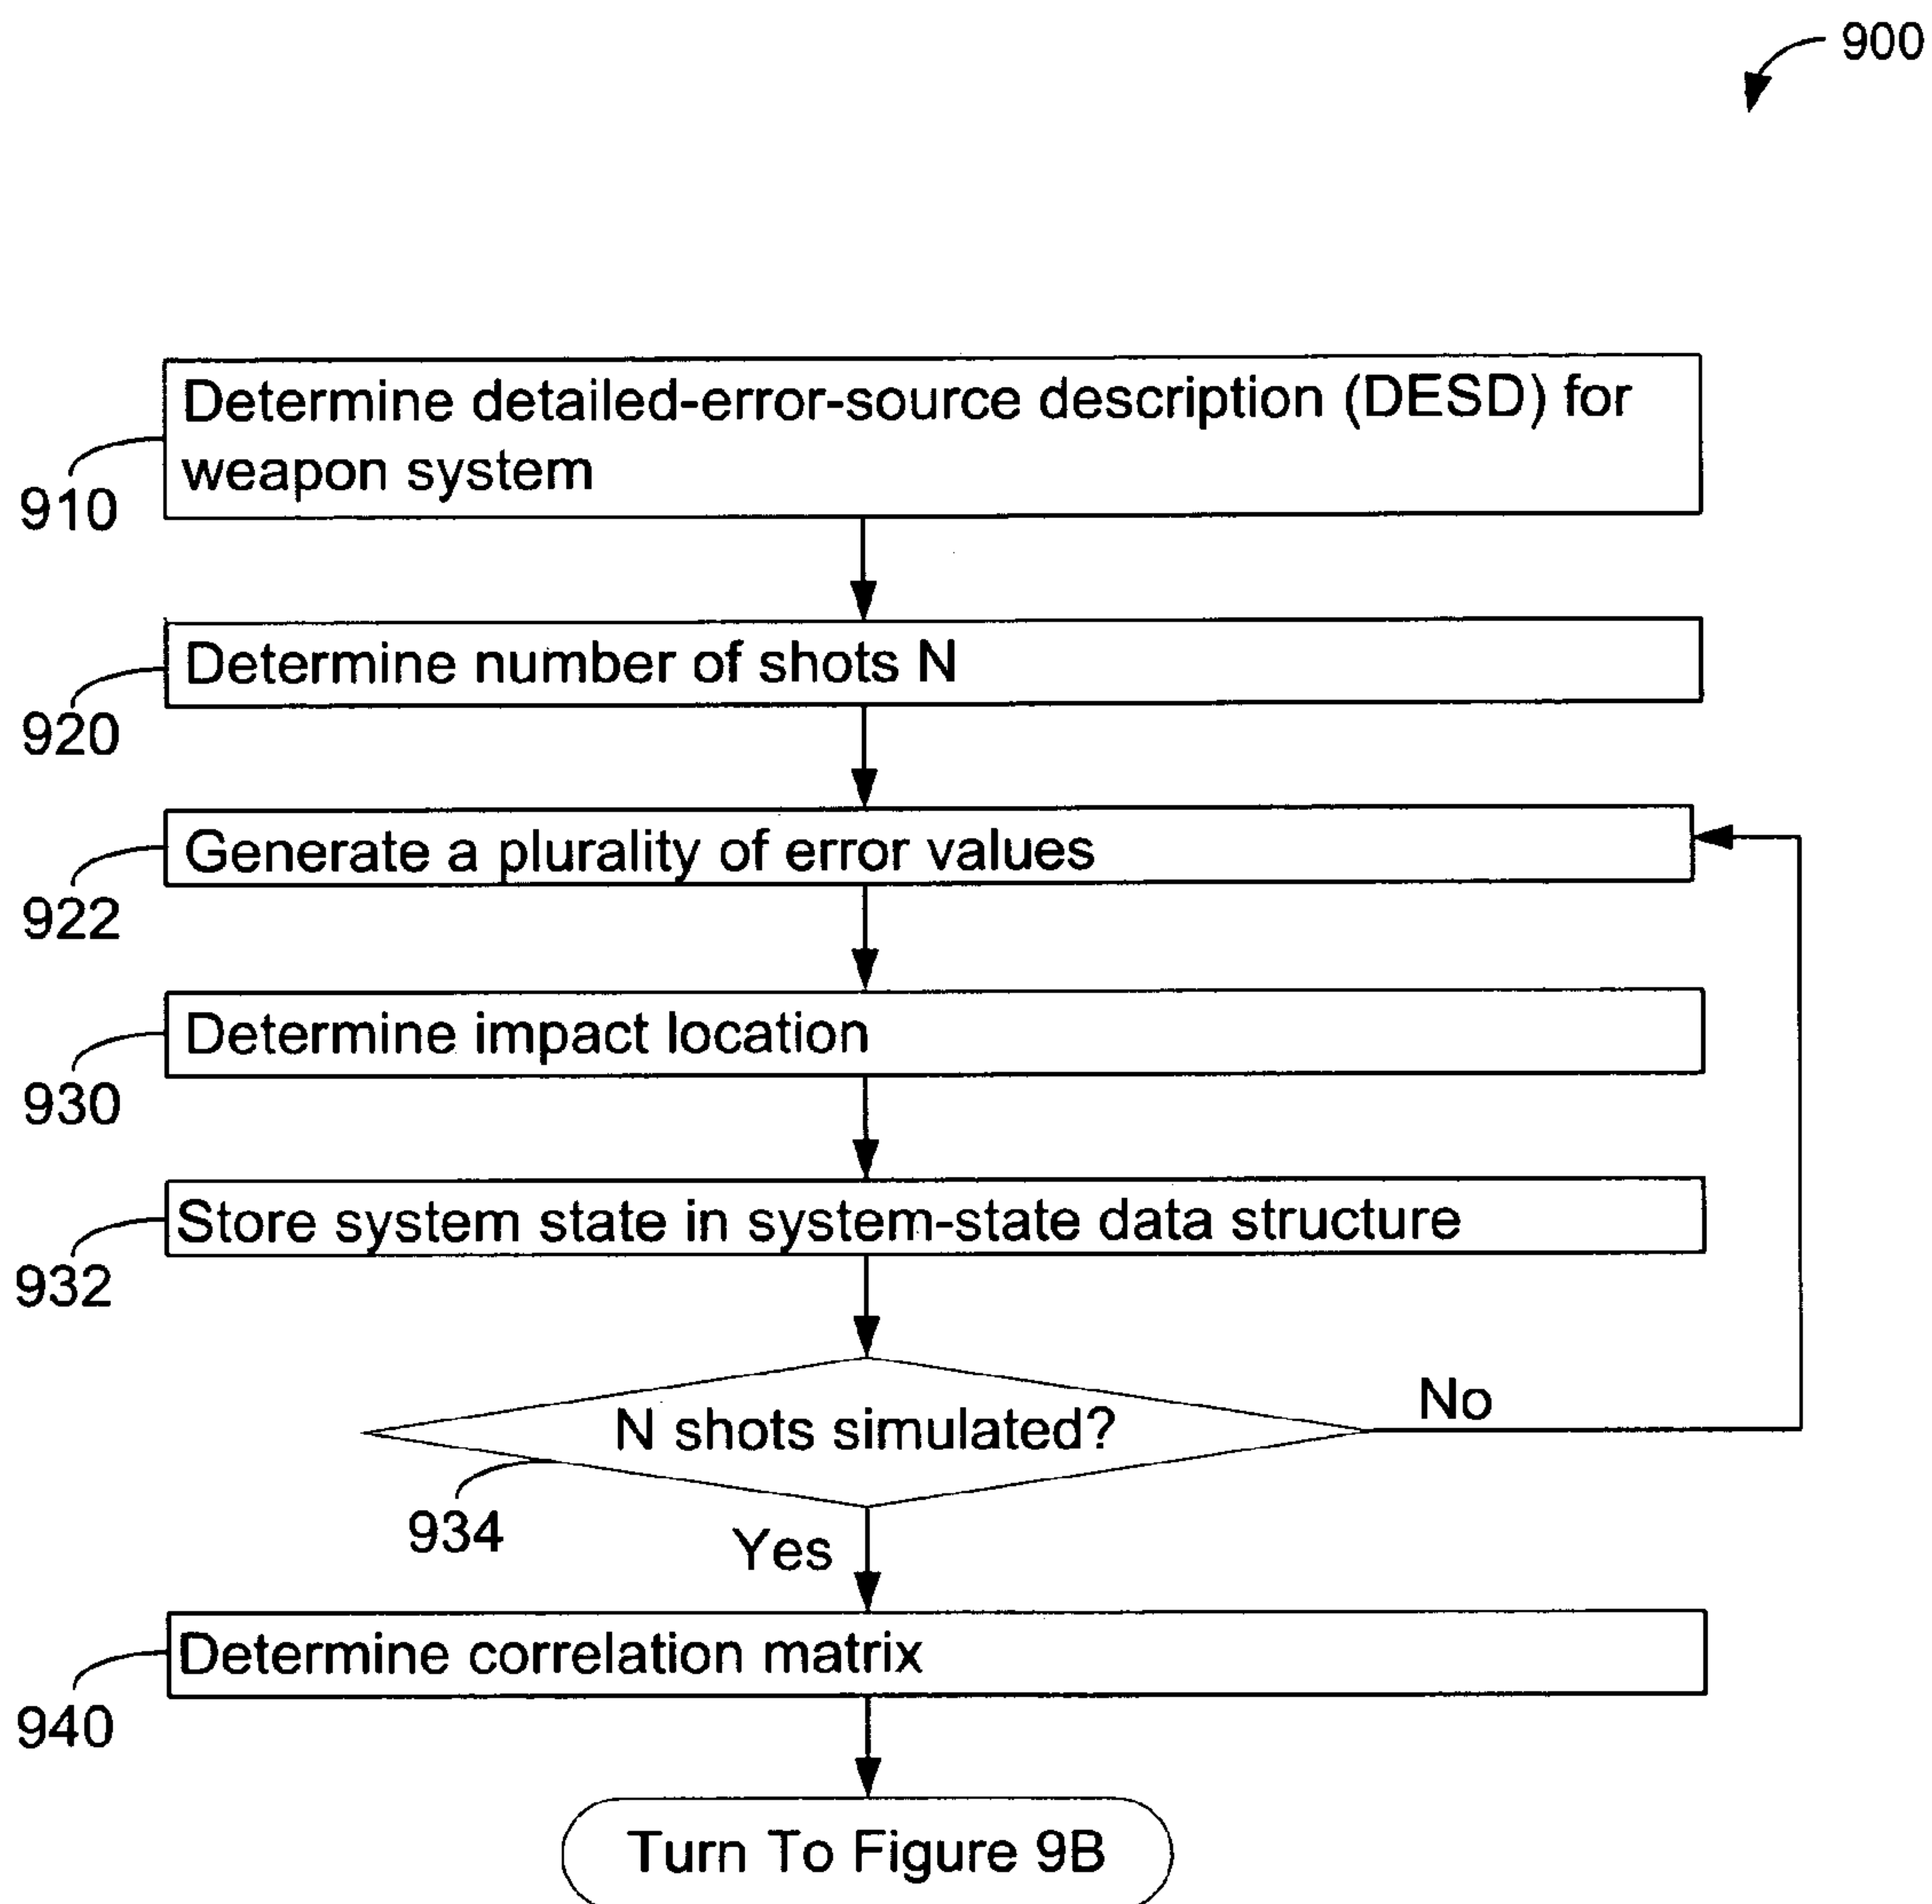 900
Determine detailed-error-source description (DESD) for
weapon system
910
Determine number of shots N
920
Generate a plurality of error values
922
Determine impact location
930
Store system state in system-state data structure
932
N shots simulated?
No
934
Yes
Determine correlation matrix
940
Turn To Figure 9B